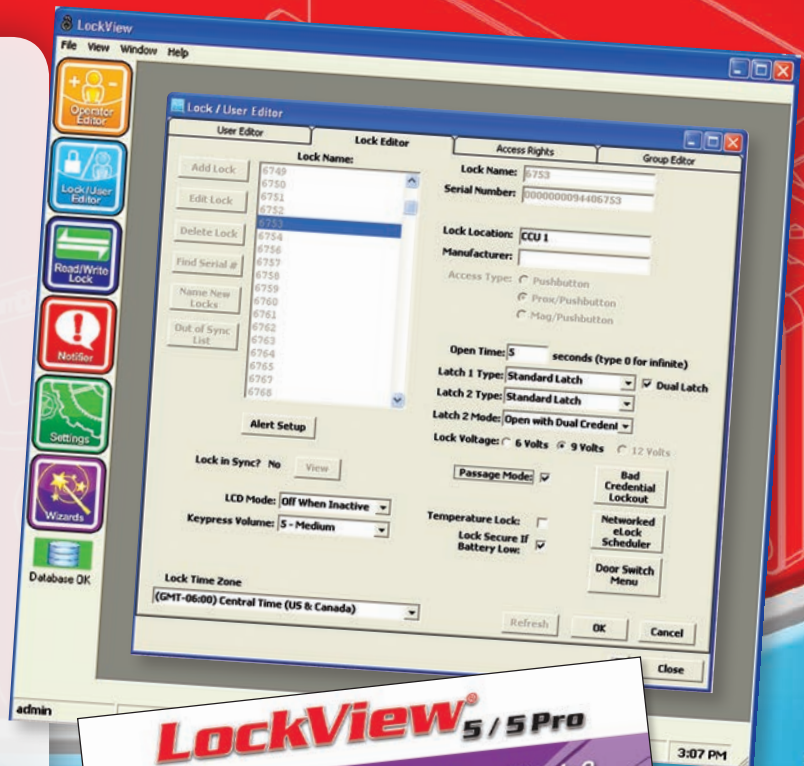 LockView
File View Window Help
Operator Editor
Lock/User Editor
Read/Write Lock
Notifier
Settings
Wizards
Database OK
admin
Lock / User Editor
User Editor
Lock Editor
Access Rights
Group Editor
Add Lock
Edit Lock
Delete Lock
Find Serial #
Name New Locks
Out of Sync List
Lock Name:
6749
6750
6751
6752
6753
6754
6756
6757
6758
6759
6760
6761
6762
6763
6764
6765
6767
6768
Alert Setup
Lock in Sync? No View
LCD Mode: Off When Inactive
Keypress Volume: 5 - Medium
Lock Time Zone
(GMT-06:00) Central Time (US & Canada)
Lock Name: 6753
Serial Number: 0000000094406753
Lock Location: CCU 1
Manufacturer:
Access Type: Pushbutton
Prox/Pushbutton
Mag/Pushbutton
Open Time: 5 seconds (type 0 for infinite)
Latch 1 Type: Standard Latch Dual Latch
Latch 2 Type: Standard Latch
Latch 2 Mode: Open with Dual Credent
Lock Voltage: 6 Volts 9 Volts 12 Volts
Passage Mode:
Bad Credential Lockout
Temperature Lock:
Networked eLock Scheduler
Lock Secure If Battery Low:
Door Switch Menu
Refresh OK Cancel
Close
3:07 PM
LockView® 5/5 Pro